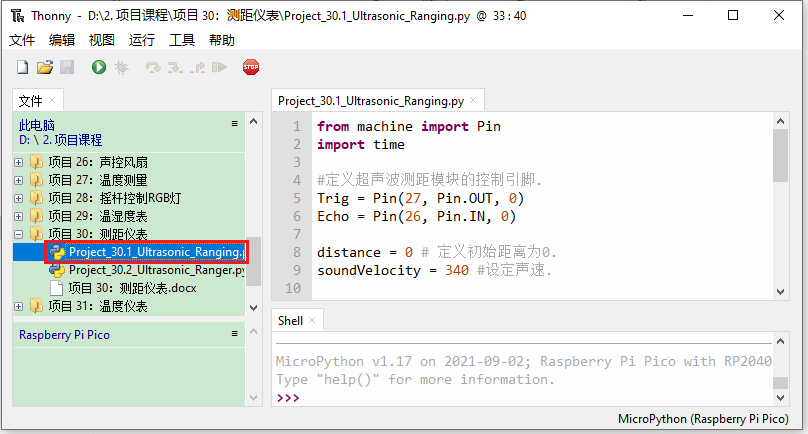 Thonny - D:\2.项目课程\项目 30：测距仪表\Project_30.1_Ultrasonic_Ranging.py @ 33:40
文件 编辑 视图 运行 工具 帮助
STOP
文件
此电脑
D: \ 2. 项目课程
项目 26：声控风扇
项目 27：温度测量
项目 28：摇杆控制RGB灯
项目 29：温湿度表
项目 30：测距仪表
Project_30.1_Ultrasonic_Ranging.p
Project_30.2_Ultrasonic_Ranger.py
项目 30：测距仪表.docx
项目 31：温度仪表
Raspberry Pi Pico
Project_30.1_Ultrasonic_Ranging.py
1 from machine import Pin
2 import time
3
4 #定义超声波测距模块的控制引脚.
5 Trig = Pin(27, Pin.OUT, 0)
6 Echo = Pin(26, Pin.IN, 0)
7
8 distance = 0 # 定义初始距离为0.
9 soundVelocity = 340 #设定声速.
10
Shell
MicroPython v1.17 on 2021-09-02; Raspberry Pi Pico with RP2040
Type "help()" for more information.
>>>
MicroPython (Raspberry Pi Pico)